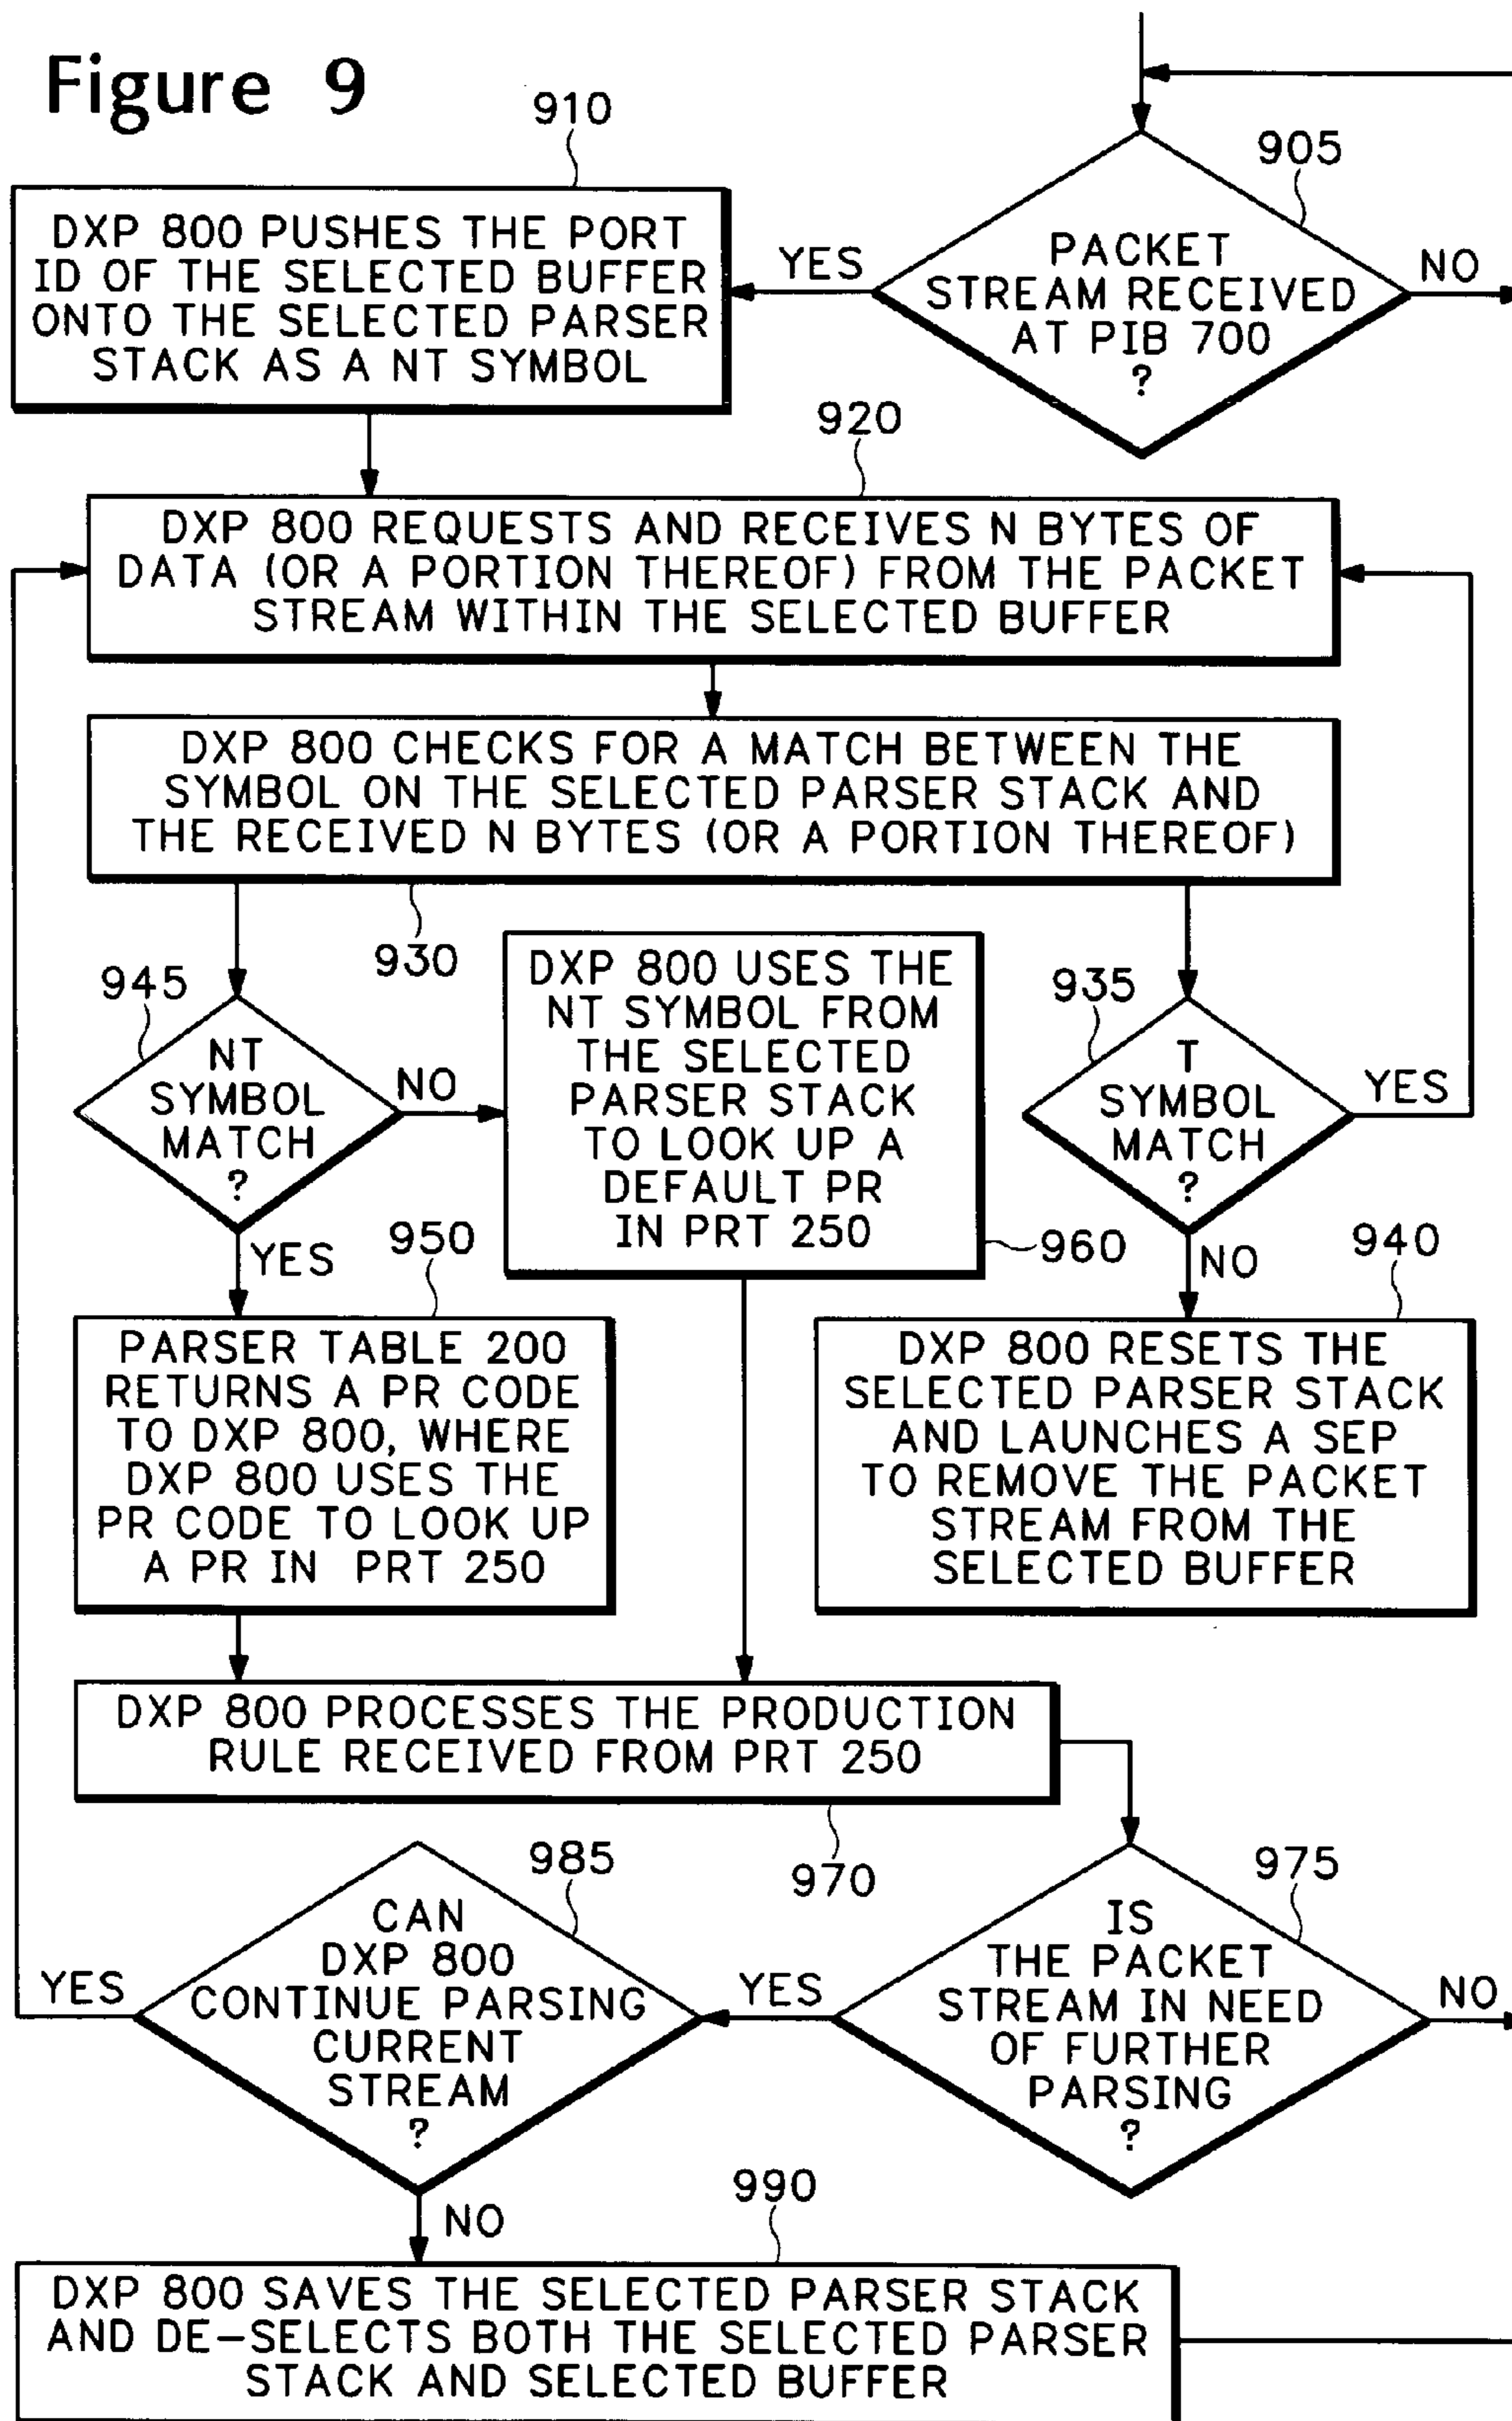 Figure 9
905
PACKET
STREAM RECEIVED
AT PIB 700
?
YES
NO
910
DXP 800 PUSHES THE PORT
ID OF THE SELECTED BUFFER
ONTO THE SELECTED PARSER
STACK AS A NT SYMBOL
920
DXP 800 REQUESTS AND RECEIVES N BYTES OF
DATA (OR A PORTION THEREOF) FROM THE PACKET
STREAM WITHIN THE SELECTED BUFFER
DXP 800 CHECKS FOR A MATCH BETWEEN THE
SYMBOL ON THE SELECTED PARSER STACK AND
THE RECEIVED N BYTES (OR A PORTION THEREOF)
930
945
NT
SYMBOL
MATCH
?
NO
YES
DXP 800 USES THE
NT SYMBOL FROM
THE SELECTED
PARSER STACK
TO LOOK UP A
DEFAULT PR
IN PRT 250
960
935
T
SYMBOL
MATCH
?
YES
NO
950
PARSER TABLE 200
RETURNS A PR CODE
TO DXP 800, WHERE
DXP 800 USES THE
PR CODE TO LOOK UP
A PR IN PRT 250
940
DXP 800 RESETS THE
SELECTED PARSER STACK
AND LAUNCHES A SEP
TO REMOVE THE PACKET
STREAM FROM THE
SELECTED BUFFER
DXP 800 PROCESSES THE PRODUCTION
RULE RECEIVED FROM PRT 250
970
975
IS
THE PACKET
STREAM IN NEED
OF FURTHER
PARSING
?
YES
NO
985
CAN
DXP 800
CONTINUE PARSING
CURRENT
STREAM
?
YES
NO
990
DXP 800 SAVES THE SELECTED PARSER STACK
AND DE-SELECTS BOTH THE SELECTED PARSER
STACK AND SELECTED BUFFER